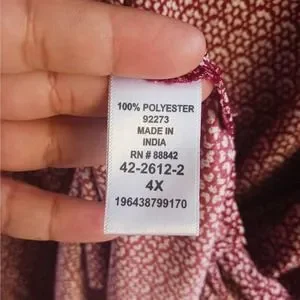 100% POLYESTER
92273
MADE IN
INDIA
RN # 88842
42-2612-2
4X
196438799170